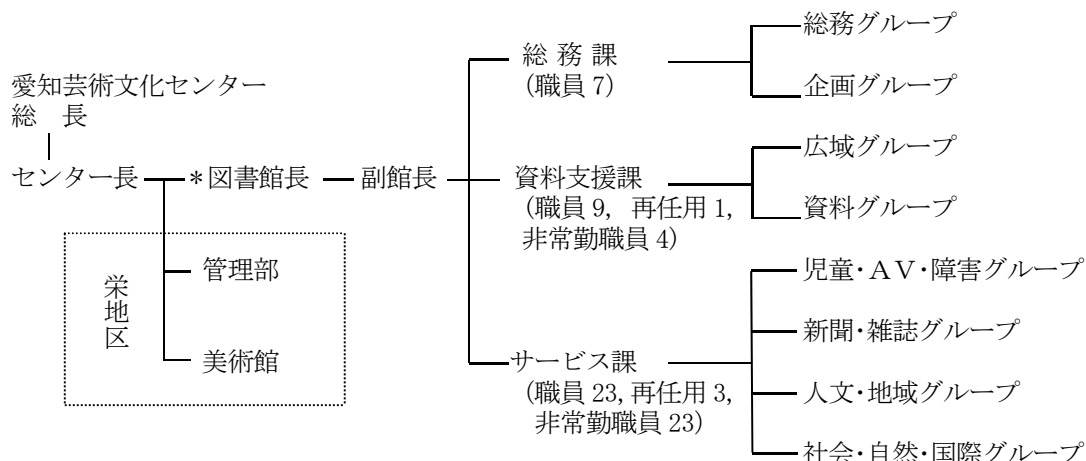 愛知芸術文化センター
総　長
センター長
*図書館長
副館長
栄地区
管理部
美術館
総 務 課
(職員 7)
総務グループ
企画グループ
資料支援課
(職員 9, 再任用 1,
非常勤職員 4)
広域グループ
資料グループ
サービス課
(職員 23, 再任用 3,
非常勤職員 23)
児童・AV・障害グループ
新聞・雑誌グループ
人文・地域グループ
社会・自然・国際グループ